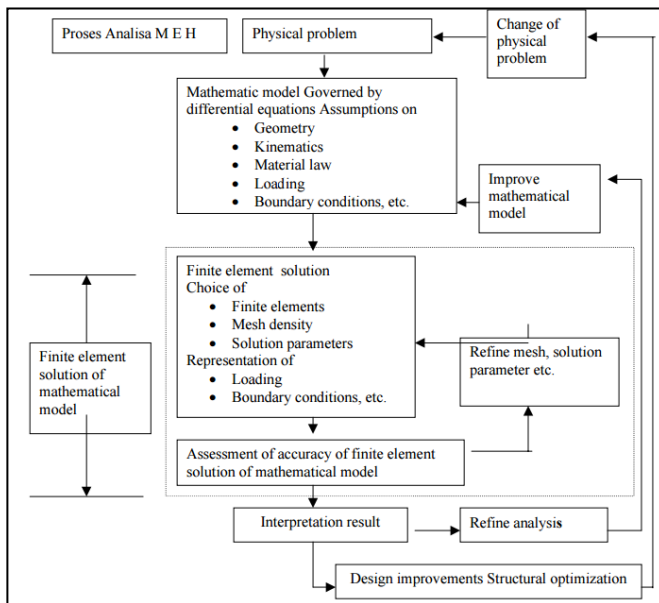 Proses Analisa M E H
Physical problem
Change of
physical
problem
Mathematic model Governed by
differential equations Assumptions on
• Geometry
• Kinematics
• Material law
• Loading
• Boundary conditions, etc.
Improve
mathematical
model
Finite element solution
Choice of
• Finite elements
• Mesh density
• Solution parameters
Representation of
• Loading
• Boundary conditions, etc.
Finite element
solution of
mathematical
model
Refine mesh, solution
parameter etc.
Assessment of accuracy of finite element
solution of mathematical model
Interpretation result
Refine analysis
Design improvements Structural optimization